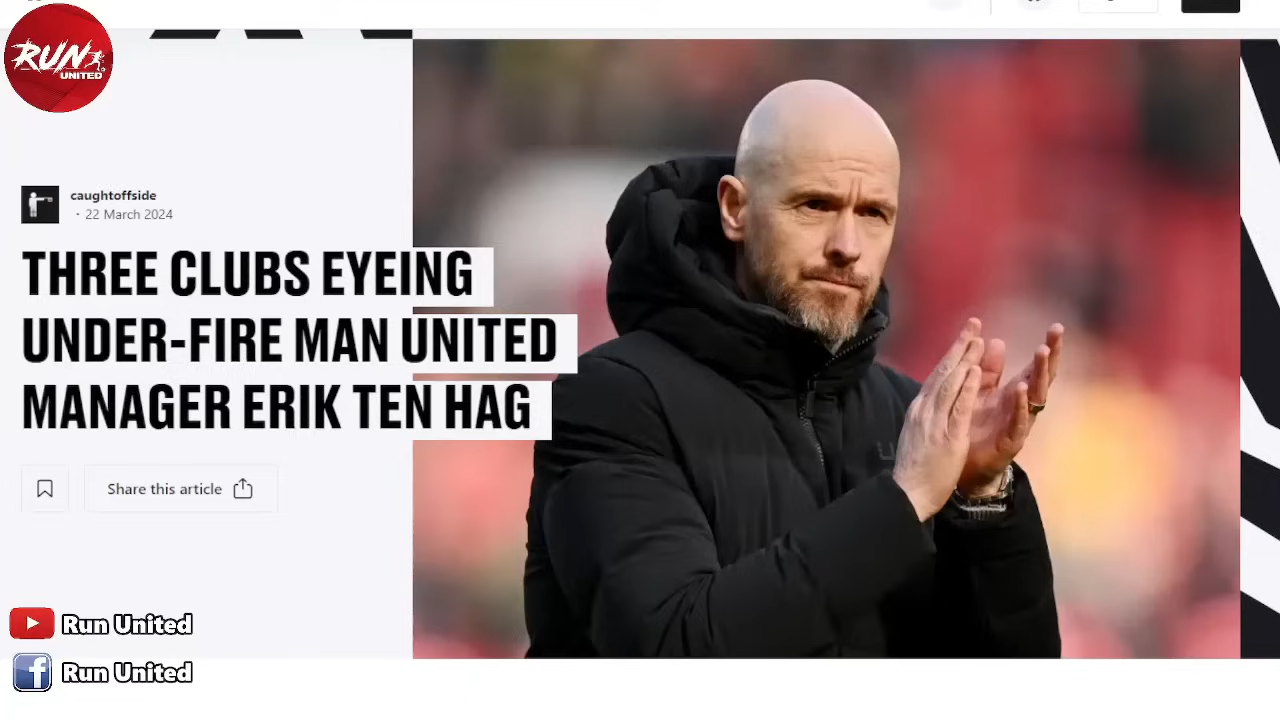 RUN
UNITED
caughtoffside
· 22 March 2024
THREE CLUBS EYEING
UNDER-FIRE MAN UNITED
MANAGER ERIK TEN HAG
Share this article
Run United
f Run United